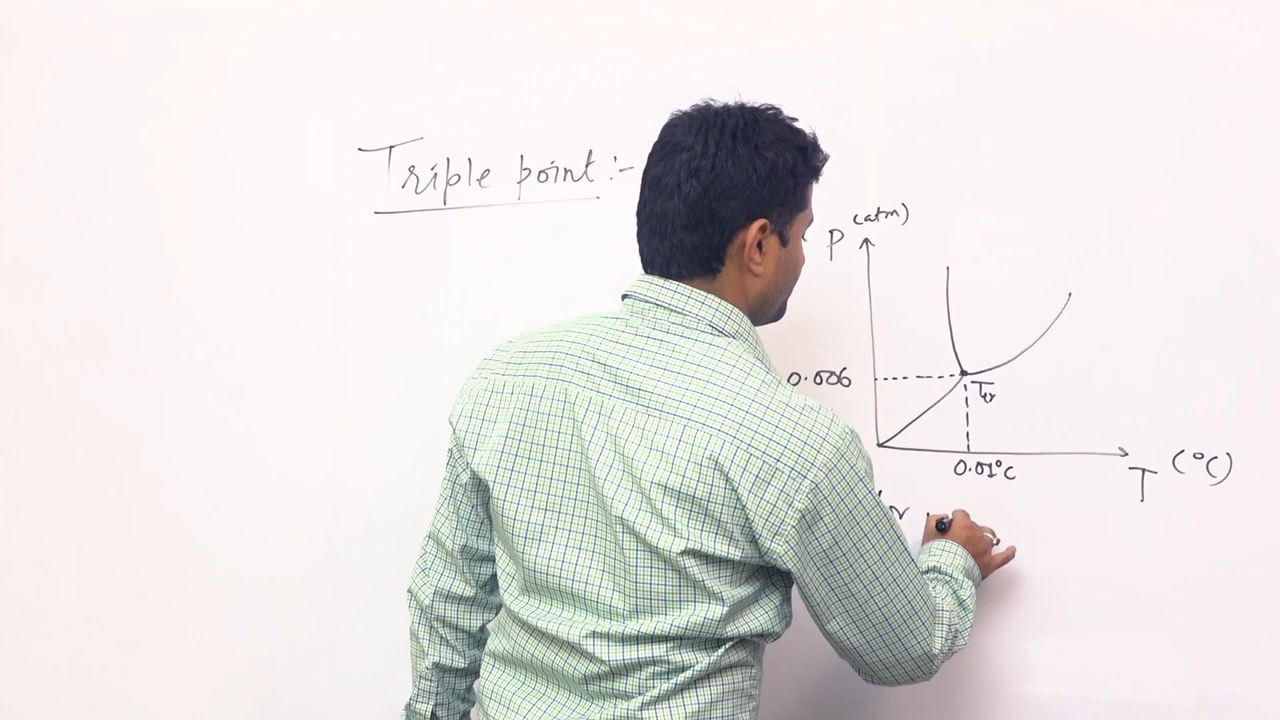 Triple point :-
P (atm)
0.006
Ttr
0.01°C
T (°C)